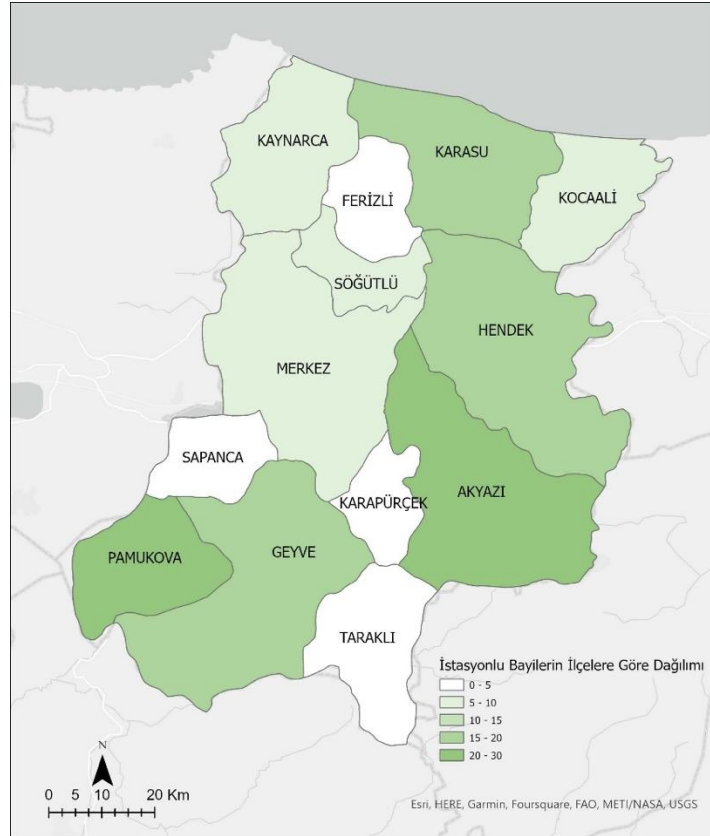 KAYNARCA
KARASU
KOCAALİ
FERİZLİ
SÖĞÜTLÜ
HENDEK
MERKEZ
SAPANCA
KARAPÜRÇEK
AKYAZI
PAMUKOVA
GEYVE
TARAKLI
İstasyonlu Bayilerin İlçelere Göre Dağılımı
0 - 5
5 - 10
10 - 15
15 - 20
20 - 30
N
0 5 10 20 Km
Esri, HERE, Garmin, Foursquare, FAO, METI/NASA, USGS